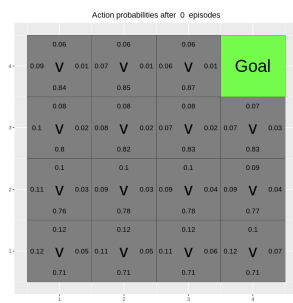 Action probabilities after 0 episodes
0.06 0.06 0.06
4 0.09 V 0.01 0.07 V 0.01 0.06 V 0.01 Goal
0.84 0.85 0.87
0.08 0.08 0.08 0.07
3 0.1 V 0.02 0.08 V 0.02 0.07 V 0.02 0.07 V 0.03
0.8 0.82 0.83 0.83
0.1 0.1 0.1 0.09
2 0.11 V 0.03 0.09 V 0.03 0.09 V 0.04 0.09 V 0.04
0.76 0.78 0.78 0.77
0.12 0.12 0.12 0.1
1 0.12 V 0.05 0.11 V 0.05 0.11 V 0.06 0.12 V 0.07
0.71 0.71 0.71 0.71
1 2 3 4